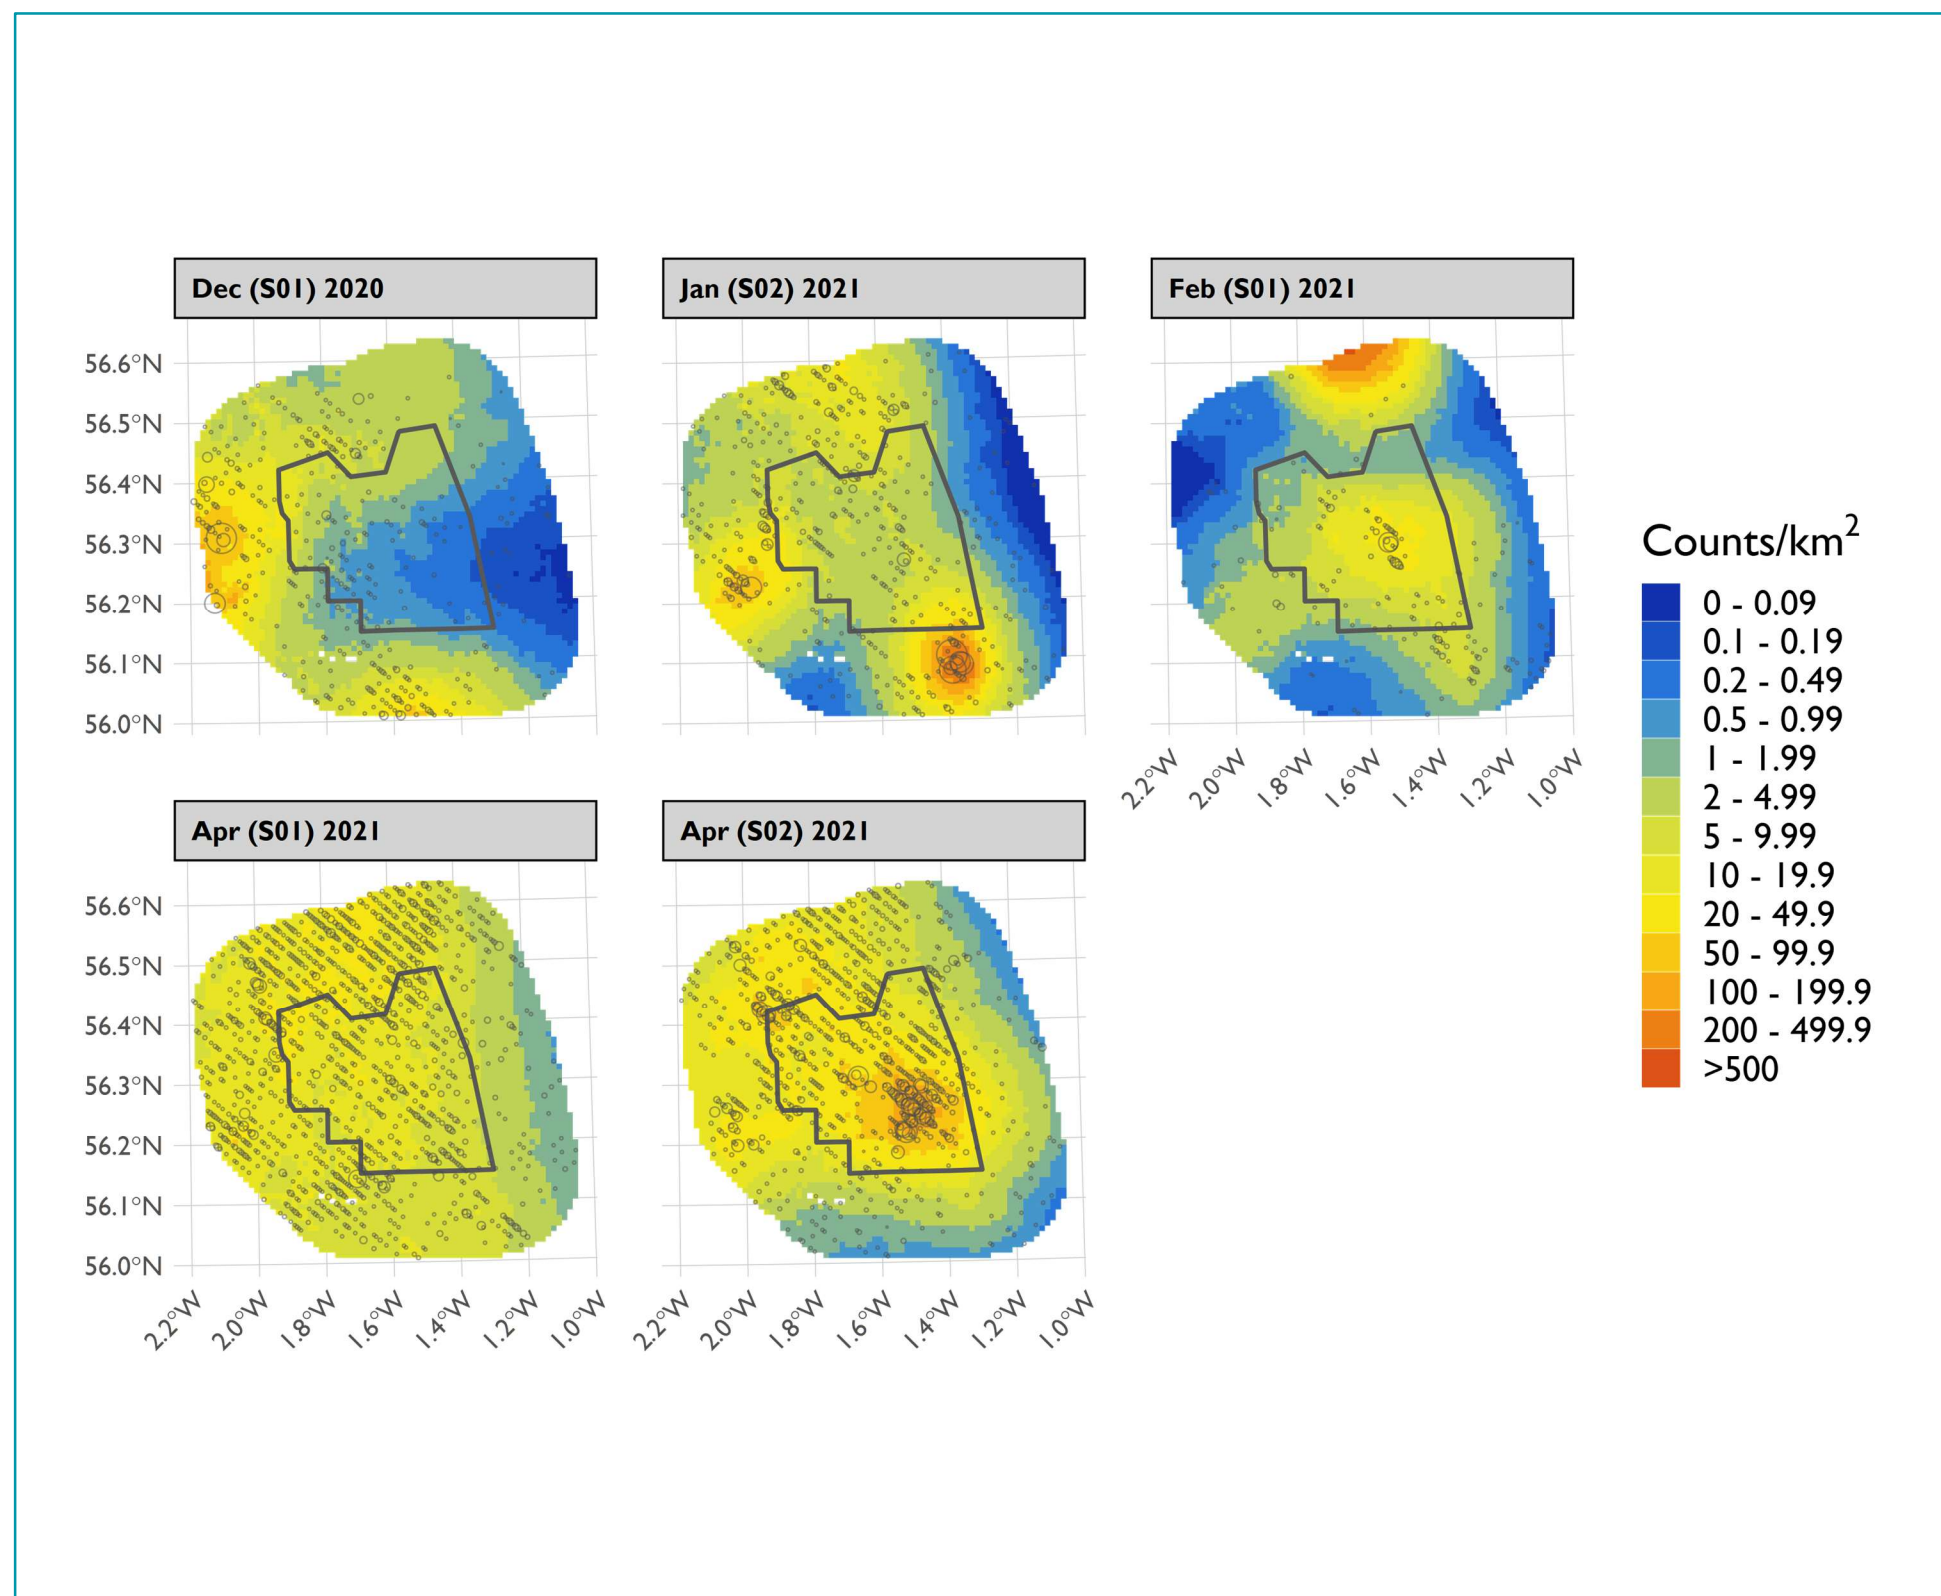 Dec (S01) 2020
Jan (S02) 2021
Feb (S01) 2021
56.6°N
56.5°N
56.4°N
56.3°N
56.2°N
56.1°N
56.0°N
2.2°W 2.0°W 1.8°W 1.6°W 1.4°W 1.2°W 1.0°W
Counts/km²
0 - 0.09
0.1 - 0.19
0.2 - 0.49
0.5 - 0.99
1 - 1.99
2 - 4.99
5 - 9.99
10 - 19.9
20 - 49.9
50 - 99.9
100 - 199.9
200 - 499.9
>500
Apr (S01) 2021
Apr (S02) 2021
56.6°N
56.5°N
56.4°N
56.3°N
56.2°N
56.1°N
56.0°N
2.2°W 2.0°W 1.8°W 1.6°W 1.4°W 1.2°W 1.0°W
2.2°W 2.0°W 1.8°W 1.6°W 1.4°W 1.2°W 1.0°W